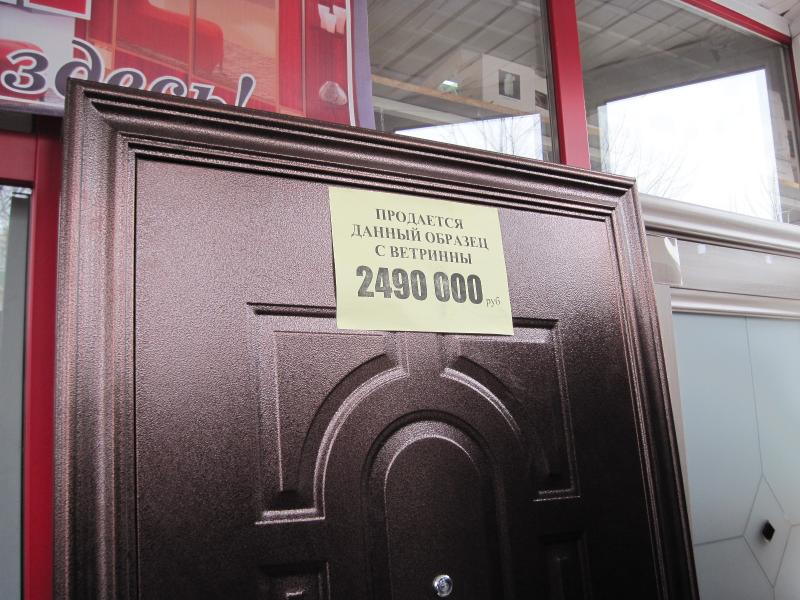 здесь!
ПРОДАЕТСЯ
ДАННЫЙ ОБРАЗЕЦ
С ВЕТРИННЫ
2490 000 руб